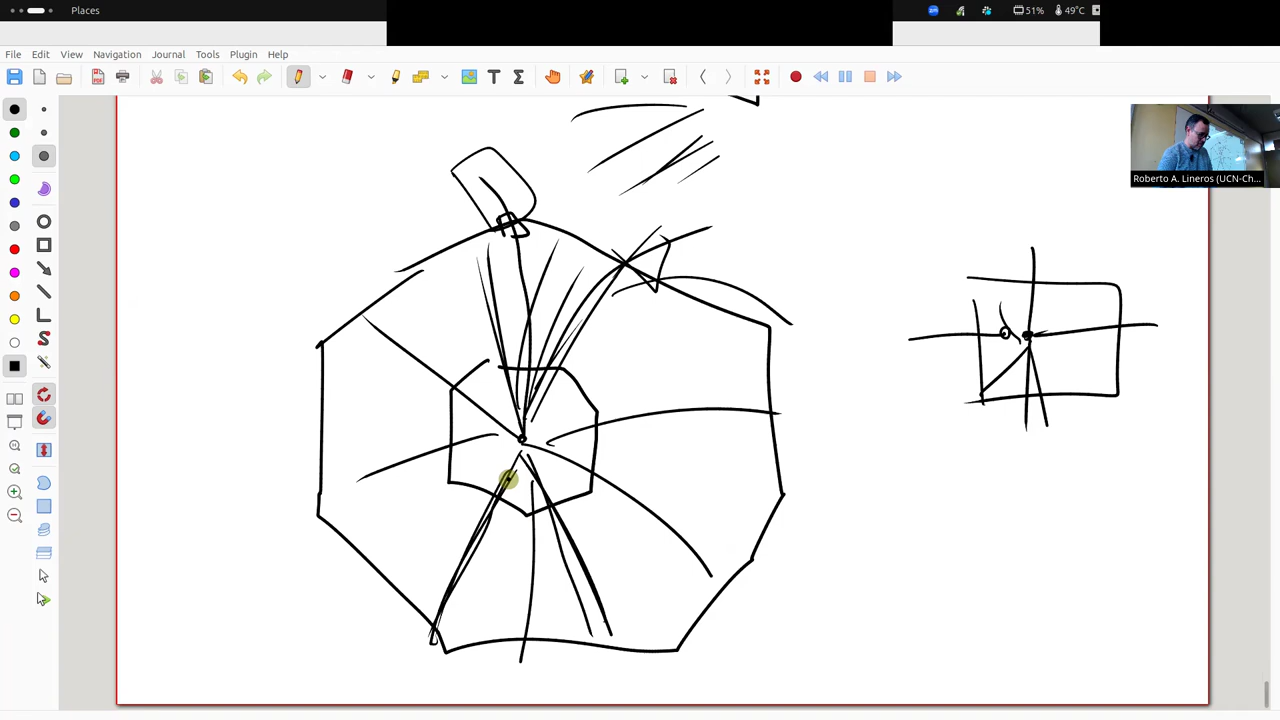 Places
51%
49°C
File Edit View Navigation Journal Tools Plugin Help
Roberto A. Lineros (UCN-Ch...